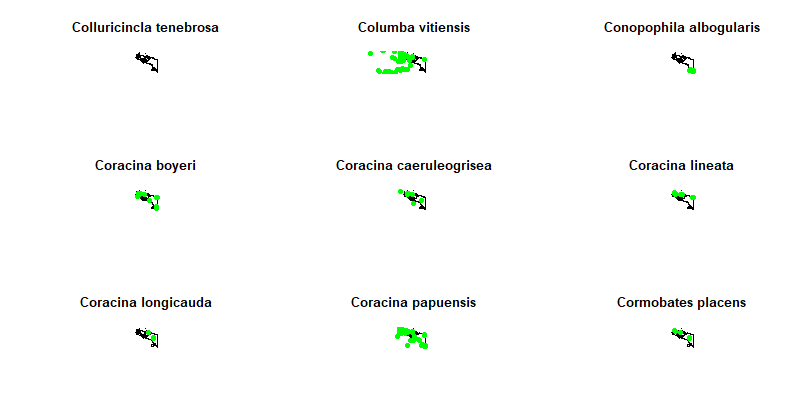 Colluricincla tenebrosa
Columba vitiensis
Conopophila albogularis
Coracina boyeri
Coracina caeruleogrisea
Coracina lineata
Coracina longicauda
Coracina papuensis
Cormobates placens